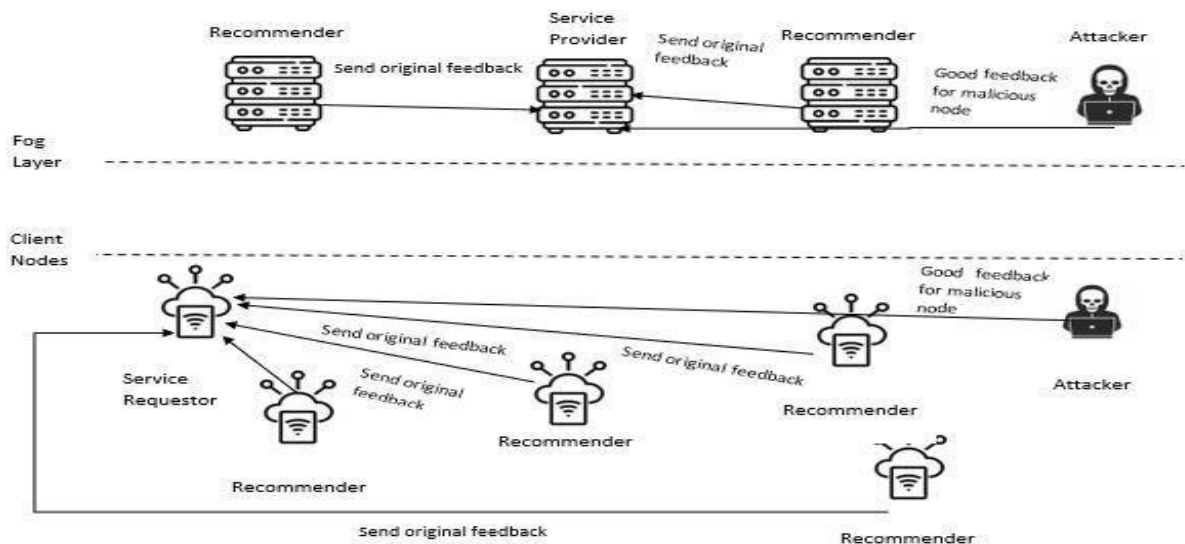 Recommender
Service
Provider
Recommender
Attacker
Send original feedback
Send original
feedback
Good feedback
for malicious
node
Fog
Layer
Client
Nodes
Good feedback
for malicious
node
Send original feedback
Send original feedback
Send original
feedback
Service
Requestor
Attacker
Recommender
Recommender
Recommender
Send original feedback
Recommender